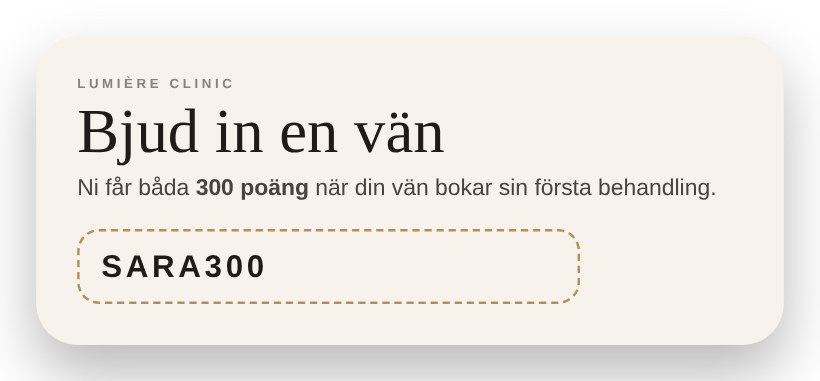 LUMIÈRE CLINIC
Bjud in en vän
Ni får båda 300 poäng när din vän bokar sin första behandling.
SARA300